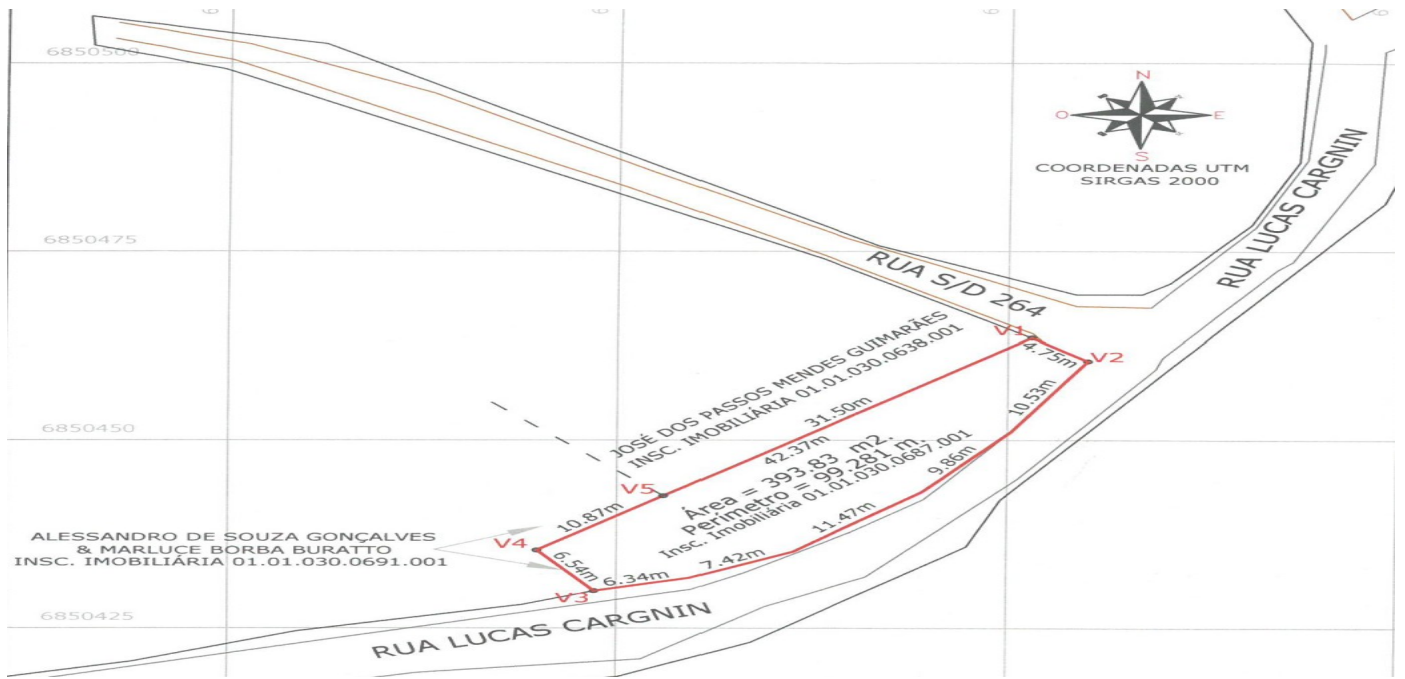 6850500
N
O
E
S
COORDENADAS UTM
SIRGAS 2000
RUA LUCAS CARGNIN
6850475
RUA S/D 264
V1
4.75m
V2
JOSÉ DOS PASSOS MENDES GUIMARÃES
INSC. IMOBILIÁRIA 01.01.030.0638.001
31.50m
42.37m
10.53m
6850450
Área = 393.83 m2.
Perímetro = 99.281 m.
Insc. Imobiliária 01.01.030.0687.001
9.86m
V5
11.47m
10.87m
ALESSANDRO DE SOUZA GONÇALVES
& MARLUCE BORBA BURATTO
INSC. IMOBILIÁRIA 01.01.030.0691.001
V4
6.54m
7.42m
6.34m
V3
6850425
RUA LUCAS CARGNIN